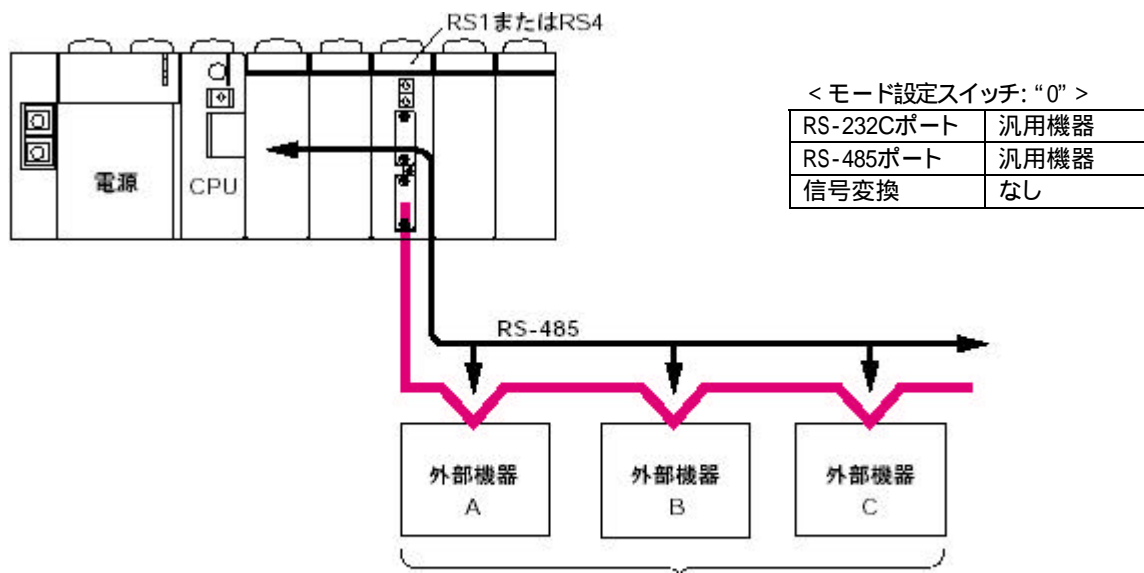 RS1またはRS4
電源
CPU
<モード設定スイッチ: “0” >
RS-232Cポート 汎用機器
RS-485ポート 汎用機器
信号変換 なし
RS-485
外部機器
A
外部機器
B
外部機器
C